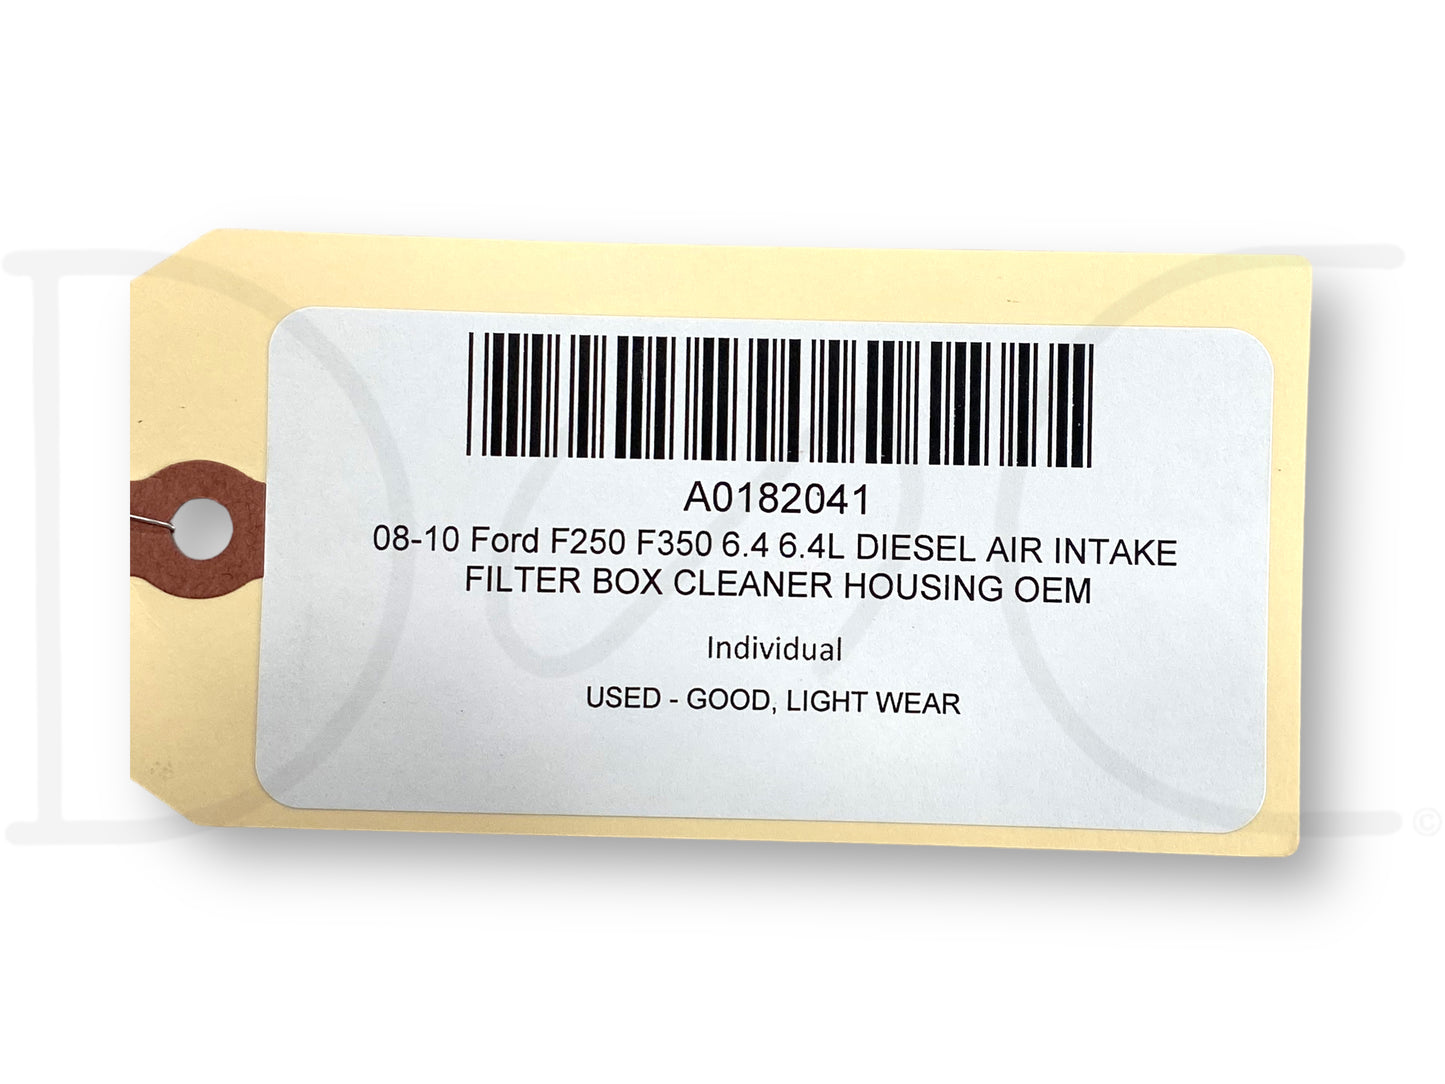 A0182041
08-10 Ford F250 F350 6.4 6.4L DIESEL AIR INTAKE
FILTER BOX CLEANER HOUSING OEM
Individual
USED - GOOD, LIGHT WEAR
©